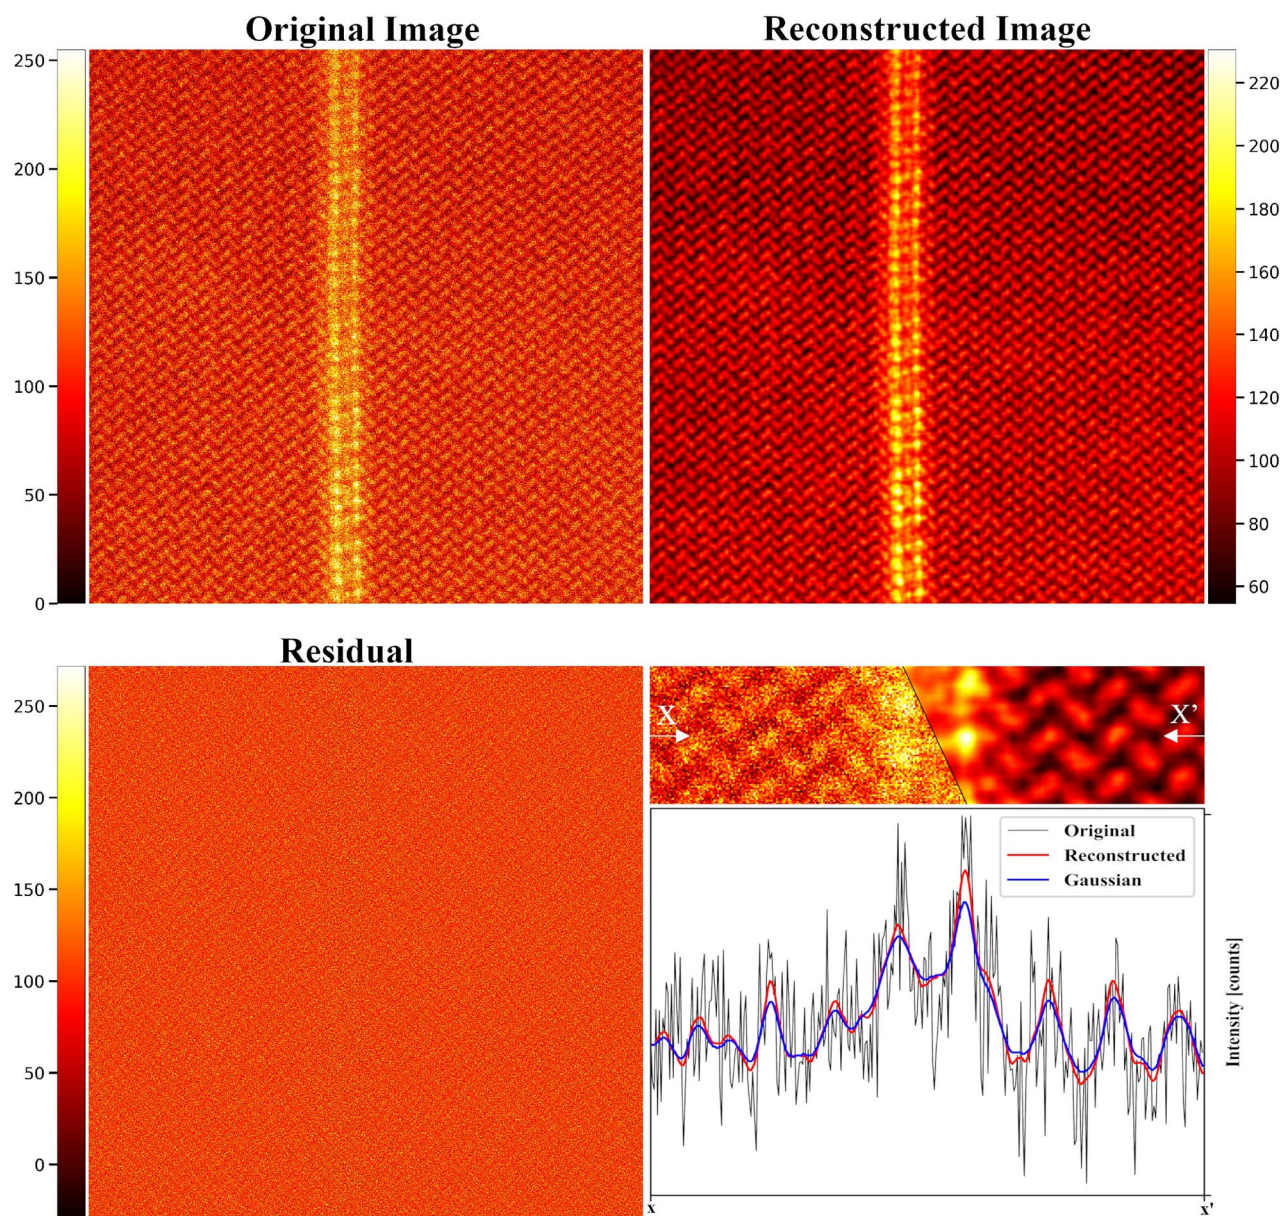 Original Image
Reconstructed Image
250
200
150
100
50
0
220
200
180
160
140
120
100
80
60
Residual
250
200
150
100
50
0
X
X’
Original
Reconstructed
Gaussian
Intensity |counts|
x
x'